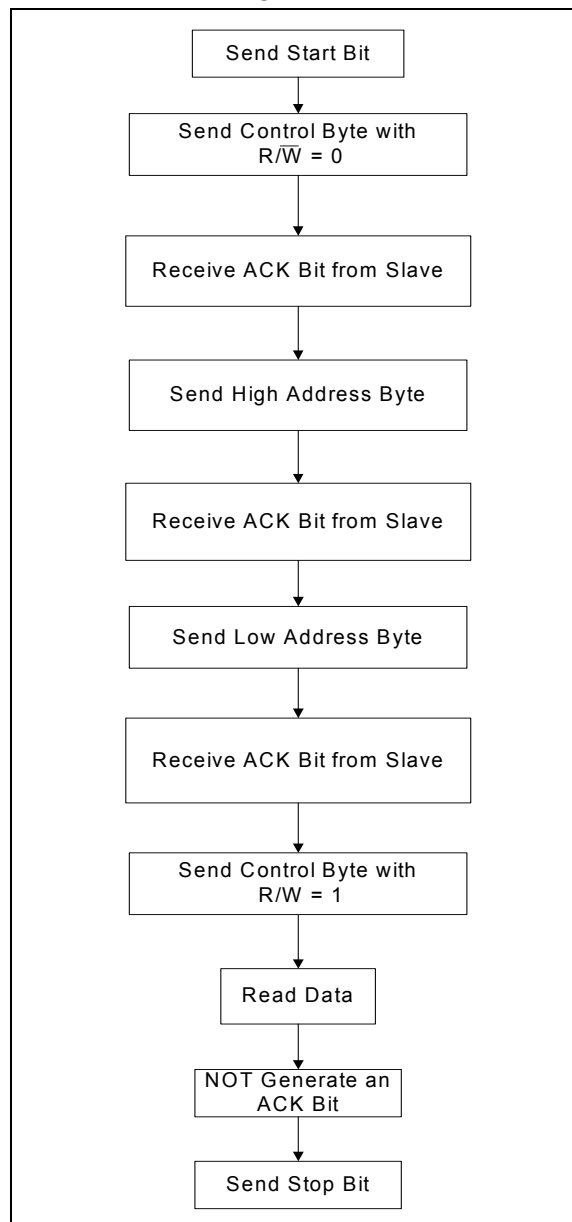 Send Start Bit
Send Control Byte with
R/W̅ = 0
Receive ACK Bit from Slave
Send High Address Byte
Receive ACK Bit from Slave
Send Low Address Byte
Receive ACK Bit from Slave
Send Control Byte with
R/W = 1
Read Data
NOT Generate an
ACK Bit
Send Stop Bit